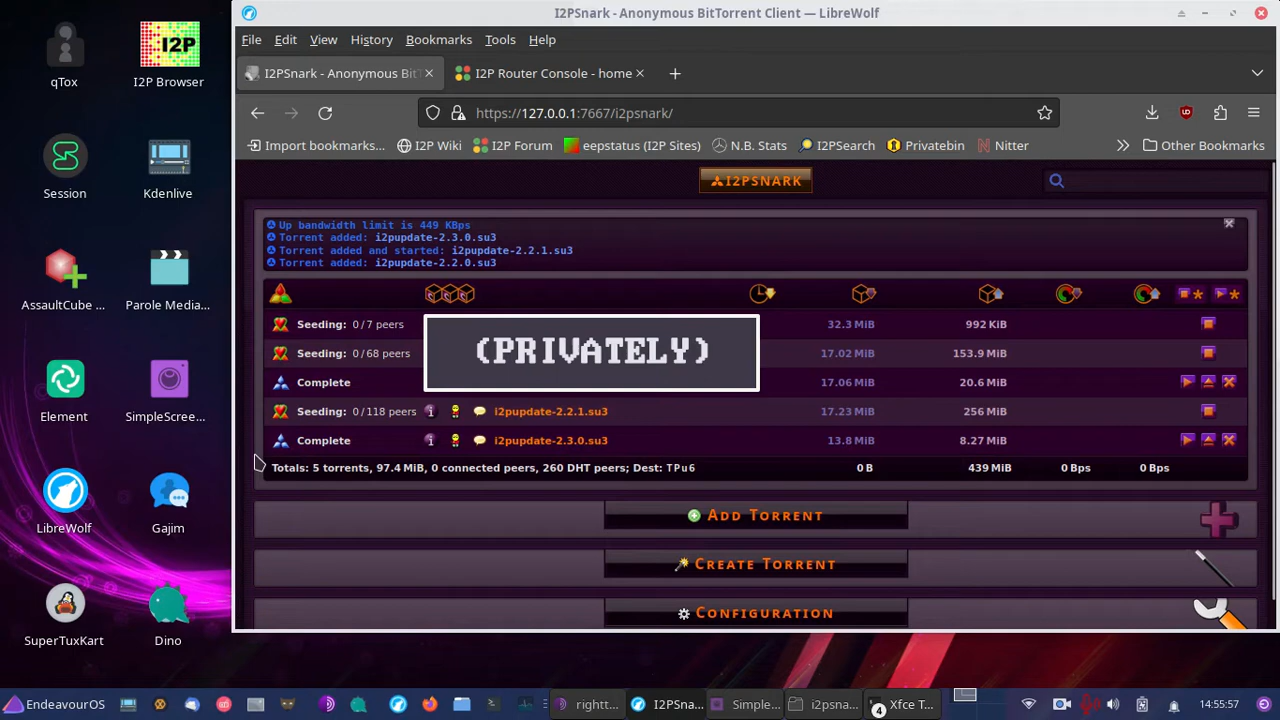 I2PSnark - Anonymous BitTorrent Client — LibreWolf
File Edit View History Bookmarks Tools Help
I2PSnark - Anonymous BitT
I2P Router Console - home
https://127.0.0.1:7667/i2psnark/
Import bookmarks...
I2P Wiki
I2P Forum
eepstatus (I2P Sites)
N.B. Stats
I2PSearch
Privatebin
Nitter
Other Bookmarks
I2PSNARK
Up bandwidth limit is 449 KBps
Torrent added: i2pupdate-2.3.0.su3
Torrent added and started: i2pupdate-2.2.1.su3
Torrent added: i2pupdate-2.2.0.su3
Seeding: 0/7 peers 32.3 MiB 992 KiB
Seeding: 0/68 peers 17.02 MiB 153.9 MiB
(PRIVATELY)
Complete 17.06 MiB 20.6 MiB
Seeding: 0/118 peers i2pupdate-2.2.1.su3 17.23 MiB 256 MiB
Complete i2pupdate-2.3.0.su3 13.8 MiB 8.27 MiB
Totals: 5 torrents, 97.4 MiB, 0 connected peers, 260 DHT peers; Dest: TPu6 0 B 439 MiB 0 Bps 0 Bps
ADD TORRENT
CREATE TORRENT
CONFIGURATION
qTox
I2P
I2P Browser
Session
Kdenlive
AssaultCube ...
Parole Media...
Element
SimpleScree...
LibreWolf
Gajim
SuperTuxKart
Dino
EndeavourOS
rightt...
I2PSna...
Simple...
i2psna...
4
Xfce T...
14:55:57